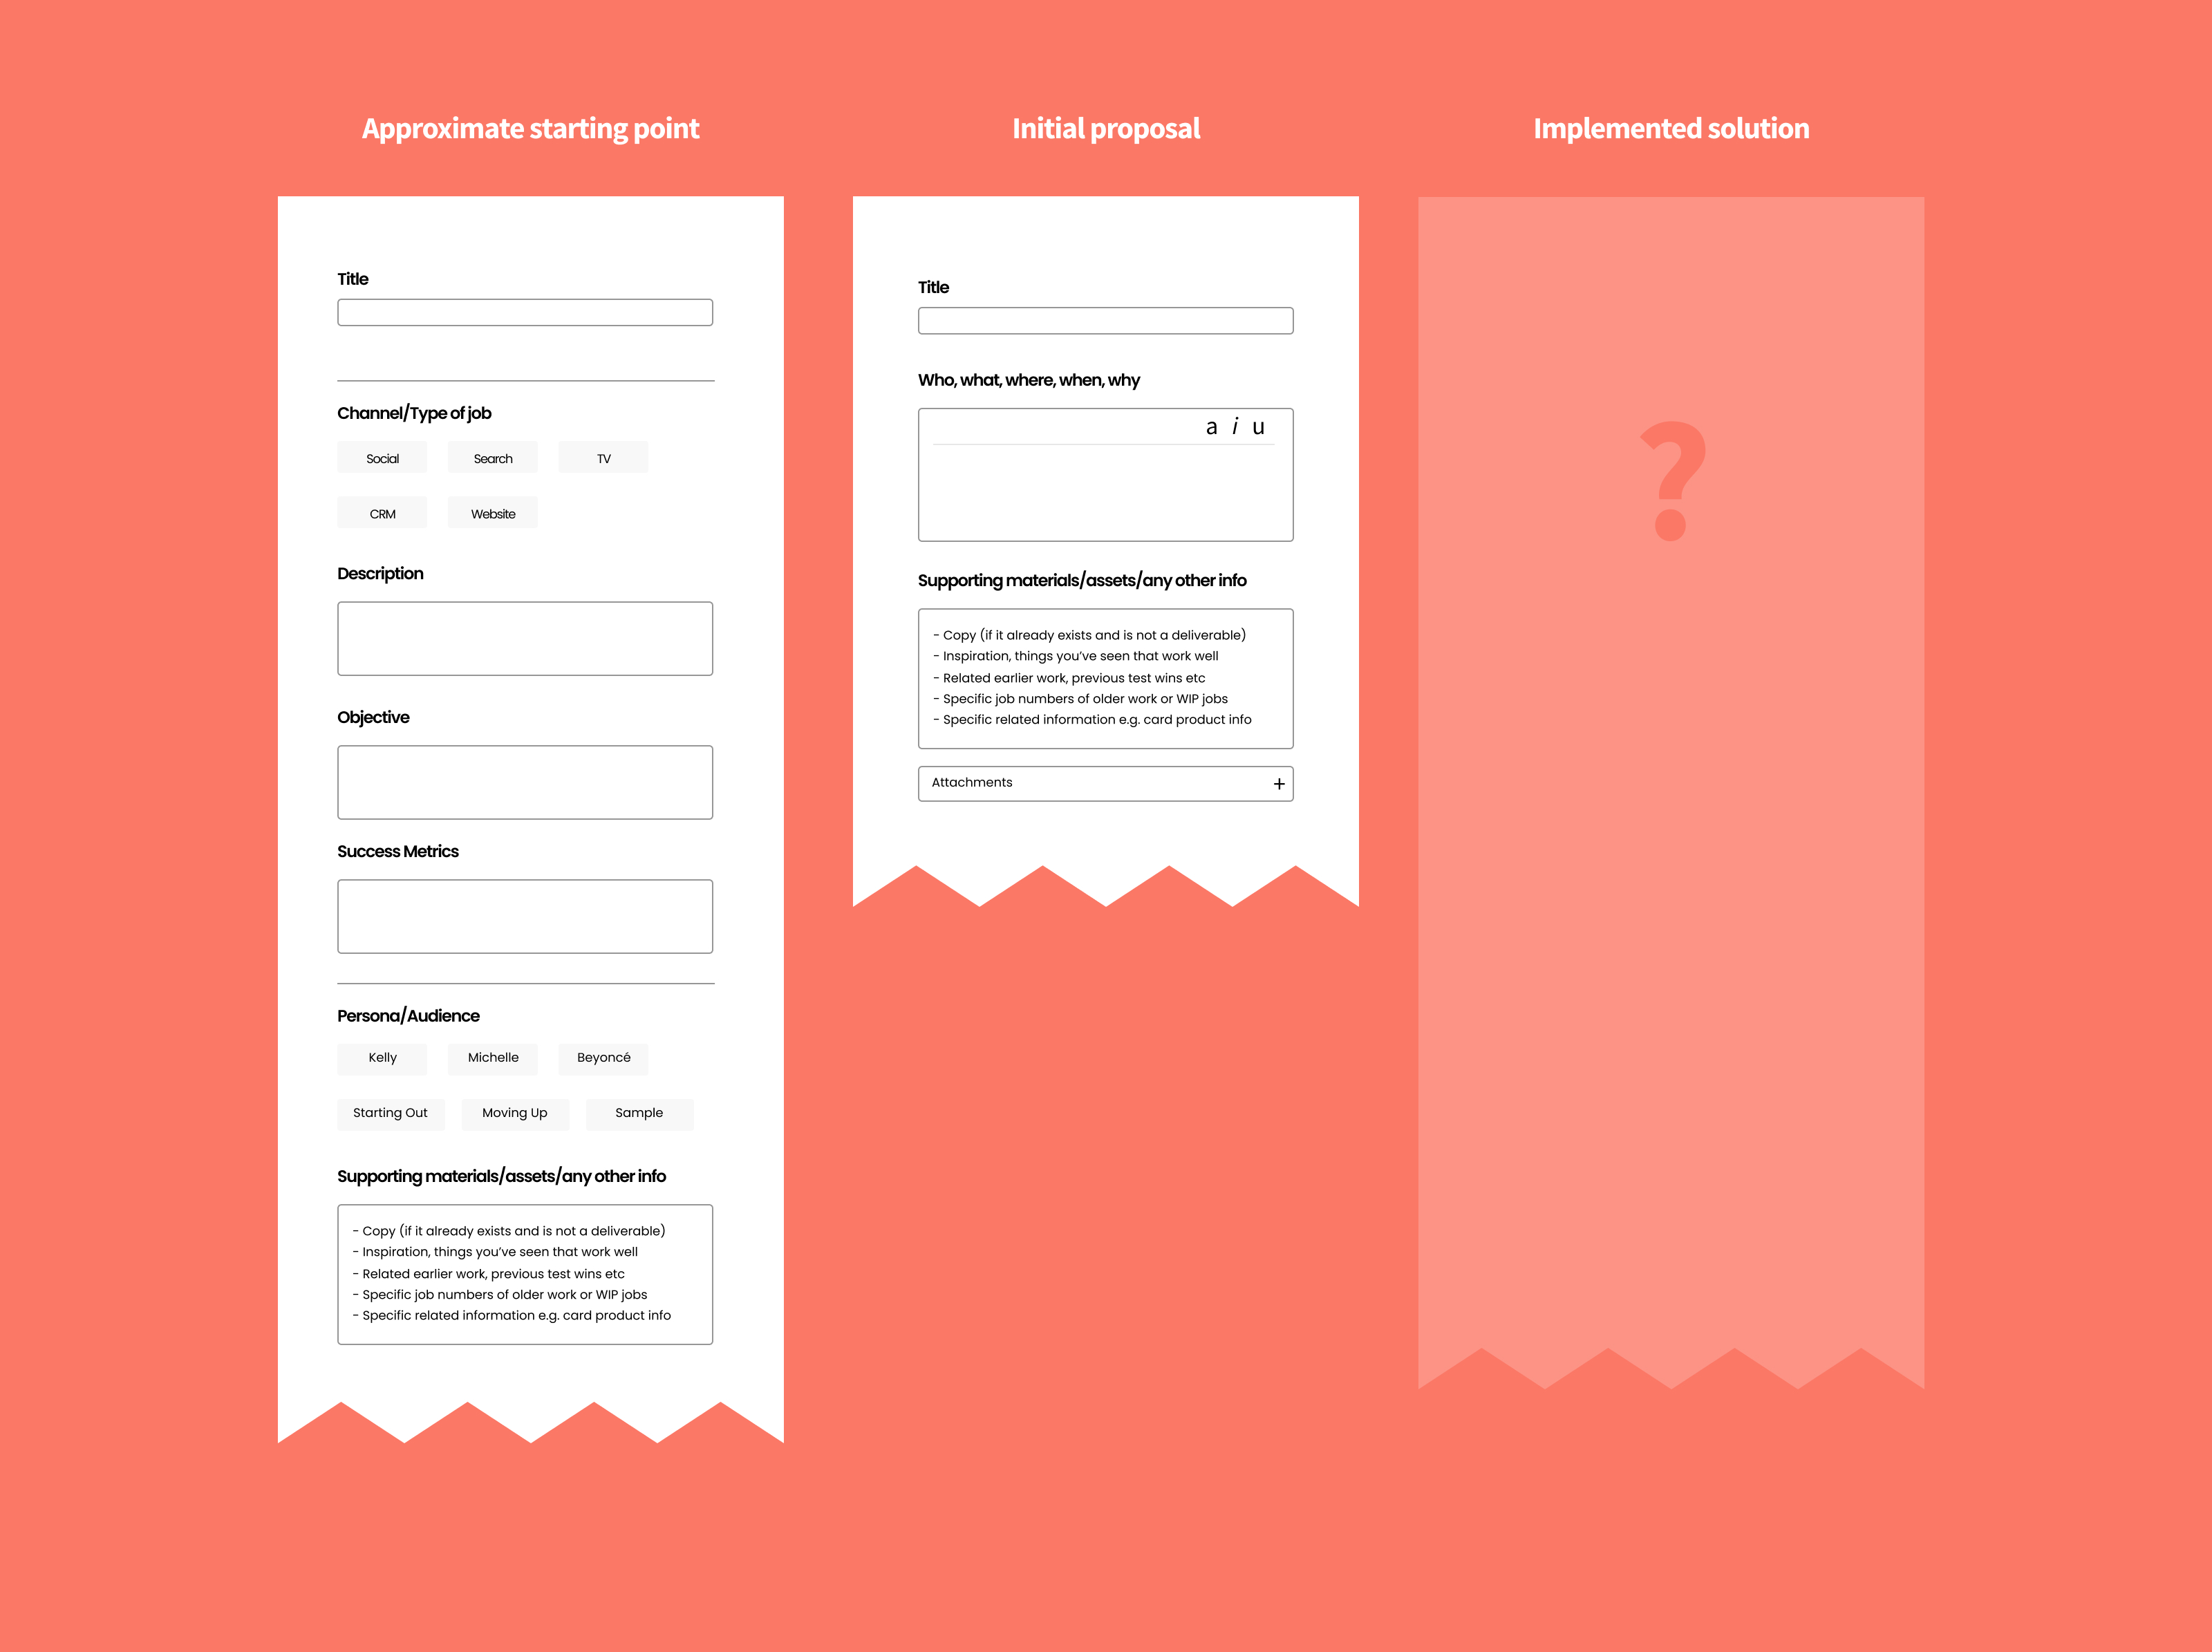 Approximate starting point
Title
Channel/Type of job
Social Search TV
CRM Website
Description
Objective
Success Metrics
Persona/Audience
Kelly Michelle Beyoncé
Starting Out Moving Up Sample
Supporting materials/assets/any other info
- Copy (if it already exists and is not a deliverable)
- Inspiration, things you've seen that work well
- Related earlier work, previous test wins etc
- Specific job numbers of older work or WIP jobs
- Specific related information e.g. card product info
Initial proposal
Title
Who, what, where, when, why
a i u
Supporting materials/assets/any other info
- Copy (if it already exists and is not a deliverable)
- Inspiration, things you've seen that work well
- Related earlier work, previous test wins etc
- Specific job numbers of older work or WIP jobs
- Specific related information e.g. card product info
Attachments +
Implemented solution
?